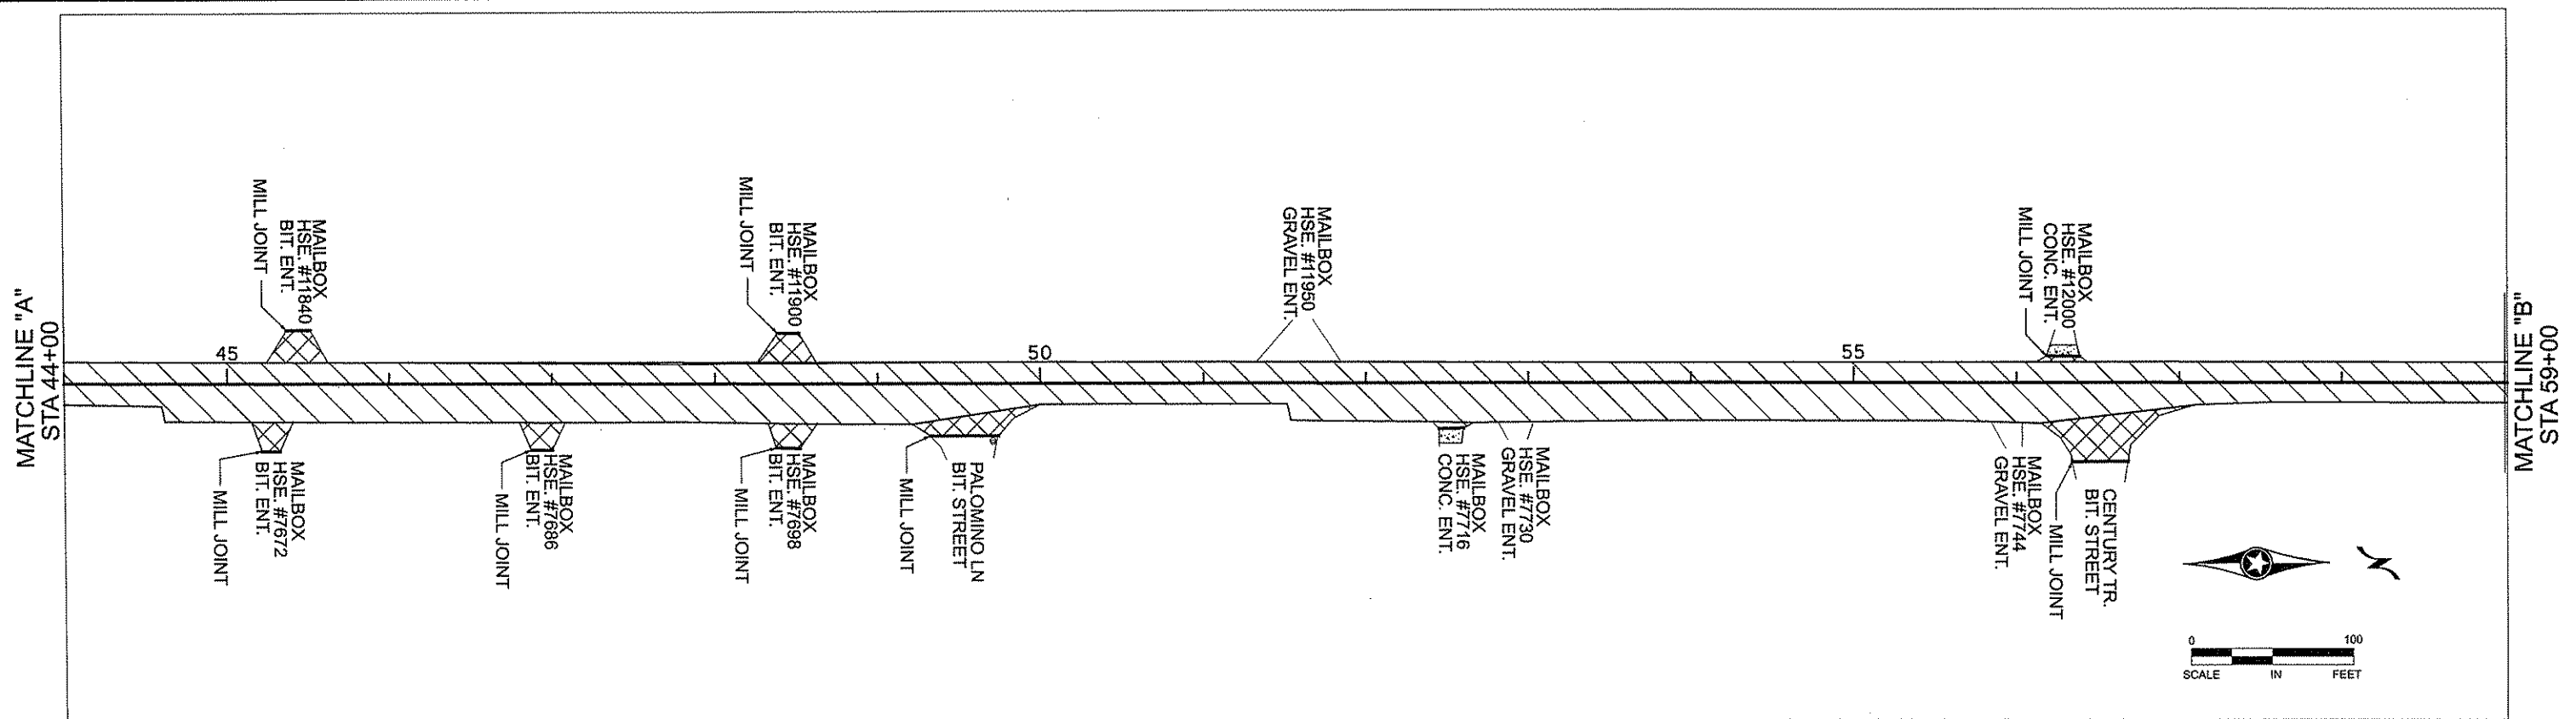 MATCHLINE "A"
STA 44+00
MILL JOINT
MAILBOX
HSE. #11840
BIT. ENT.
MILL JOINT
MAILBOX
HSE. #11900
BIT. ENT.
MAILBOX
HSE. #11950
GRAVEL ENT.
MILL JOINT
MAILBOX
HSE. #12000
CONC. ENT.
45
50
55
MILL JOINT
MAILBOX
HSE. #7672
BIT. ENT.
MILL JOINT
MAILBOX
HSE. #7686
BIT. ENT.
MILL JOINT
MAILBOX
HSE. #7698
BIT. ENT.
MILL JOINT
PALOMINO LN
BIT. STREET
MAILBOX
HSE. #7716
CONC. ENT.
MAILBOX
HSE. #7730
GRAVEL ENT.
MAILBOX
HSE. #7744
GRAVEL ENT.
MILL JOINT
CENTURY TR.
BIT. STREET
MATCHLINE "B"
STA 59+00
N
0 100
SCALE IN FEET